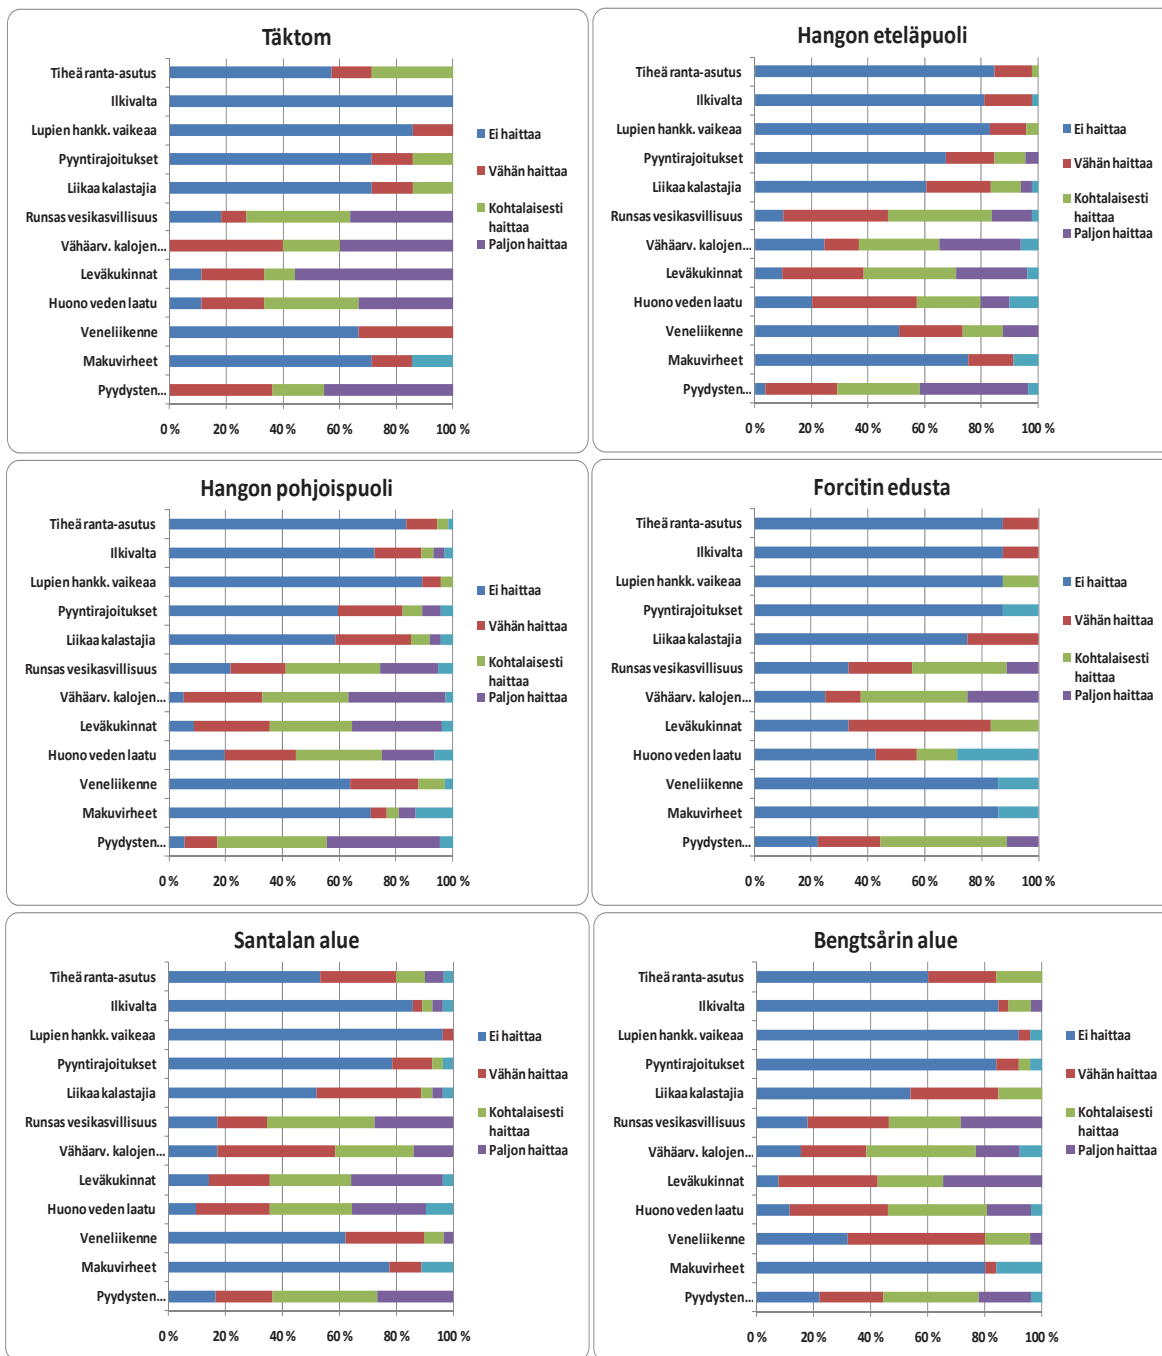 Täktom
Tiheä ranta-asutus
Ilkivalta
Lupien hankk. vaikeaa
Pyyntirajoitukset
Liikaa kalastajia
Runsas vesikasvillisuus
Vähäarv. kalojen...
Leväkukinnat
Huono veden laatu
Veneliikenne
Makuvirheet
Pyydysten...
0 % 20 % 40 % 60 % 80 % 100 %
Ei haittaa
Vähän haittaa
Kohtalaisesti
haittaa
Paljon haittaa
Hangon eteläpuoli
Tiheä ranta-asutus
Ilkivalta
Lupien hankk. vaikeaa
Pyyntirajoitukset
Liikaa kalastajia
Runsas vesikasvillisuus
Vähäarv. kalojen...
Leväkukinnat
Huono veden laatu
Veneliikenne
Makuvirheet
Pyydysten...
0 % 20 % 40 % 60 % 80 % 100 %
Ei haittaa
Vähän haittaa
Kohtalaisesti
haittaa
Paljon haittaa
Hangon pohjoispuoli
Tiheä ranta-asutus
Ilkivalta
Lupien hankk. vaikeaa
Pyyntirajoitukset
Liikaa kalastajia
Runsas vesikasvillisuus
Vähäarv. kalojen...
Leväkukinnat
Huono veden laatu
Veneliikenne
Makuvirheet
Pyydysten...
0 % 20 % 40 % 60 % 80 % 100 %
Ei haittaa
Vähän haittaa
Kohtalaisesti
haittaa
Paljon haittaa
Forcitin edusta
Tiheä ranta-asutus
Ilkivalta
Lupien hankk. vaikeaa
Pyyntirajoitukset
Liikaa kalastajia
Runsas vesikasvillisuus
Vähäarv. kalojen...
Leväkukinnat
Huono veden laatu
Veneliikenne
Makuvirheet
Pyydysten...
0 % 20 % 40 % 60 % 80 % 100 %
Ei haittaa
Vähän haittaa
Kohtalaisesti
haittaa
Paljon haittaa
Santalan alue
Tiheä ranta-asutus
Ilkivalta
Lupien hankk. vaikeaa
Pyyntirajoitukset
Liikaa kalastajia
Runsas vesikasvillisuus
Vähäarv. kalojen...
Leväkukinnat
Huono veden laatu
Veneliikenne
Makuvirheet
Pyydysten...
0 % 20 % 40 % 60 % 80 % 100 %
Ei haittaa
Vähän haittaa
Kohtalaisesti
haittaa
Paljon haittaa
Bengtsårin alue
Tiheä ranta-asutus
Ilkivalta
Lupien hankk. vaikeaa
Pyyntirajoitukset
Liikaa kalastajia
Runsas vesikasvillisuus
Vähäarv. kalojen...
Leväkukinnat
Huono veden laatu
Veneliikenne
Makuvirheet
Pyydysten...
0 % 20 % 40 % 60 % 80 % 100 %
Ei haittaa
Vähän haittaa
Kohtalaisesti
haittaa
Paljon haittaa